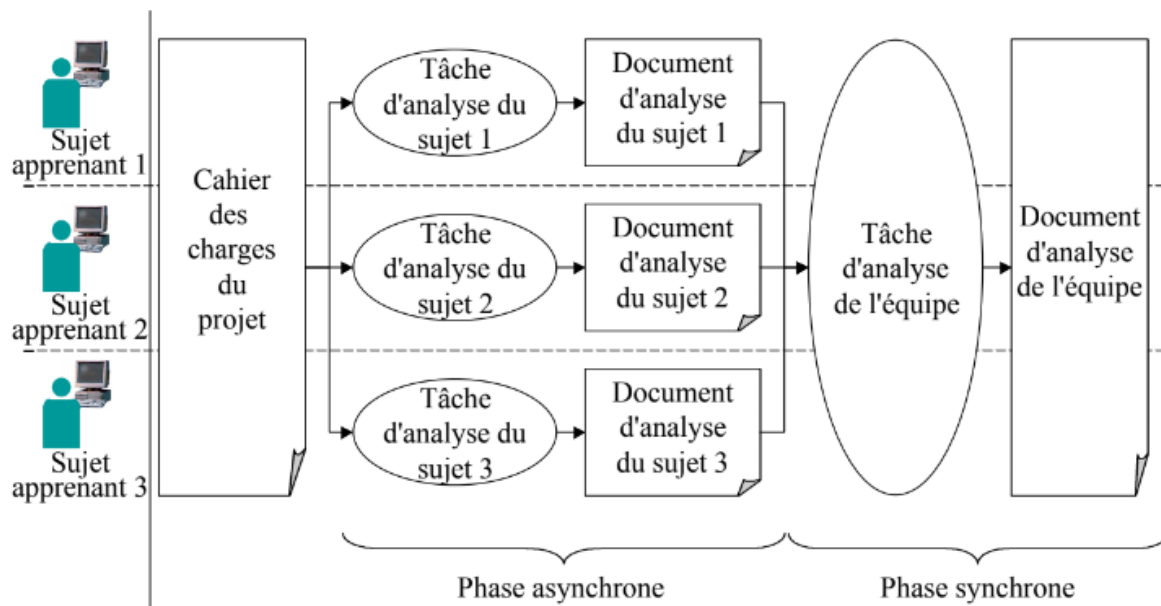 Sujet
apprenant 1
Sujet
apprenant 2
Sujet
apprenant 3
Cahier
des
charges
du
projet
Tâche
d'analyse du
sujet 1
Document
d'analyse
du sujet 1
Tâche
d'analyse du
sujet 2
Document
d'analyse
du sujet 2
Tâche
d'analyse du
sujet 3
Document
d'analyse
du sujet 3
Tâche
d'analyse
de l'équipe
Document
d'analyse
de l'équipe
Phase asynchrone
Phase synchrone